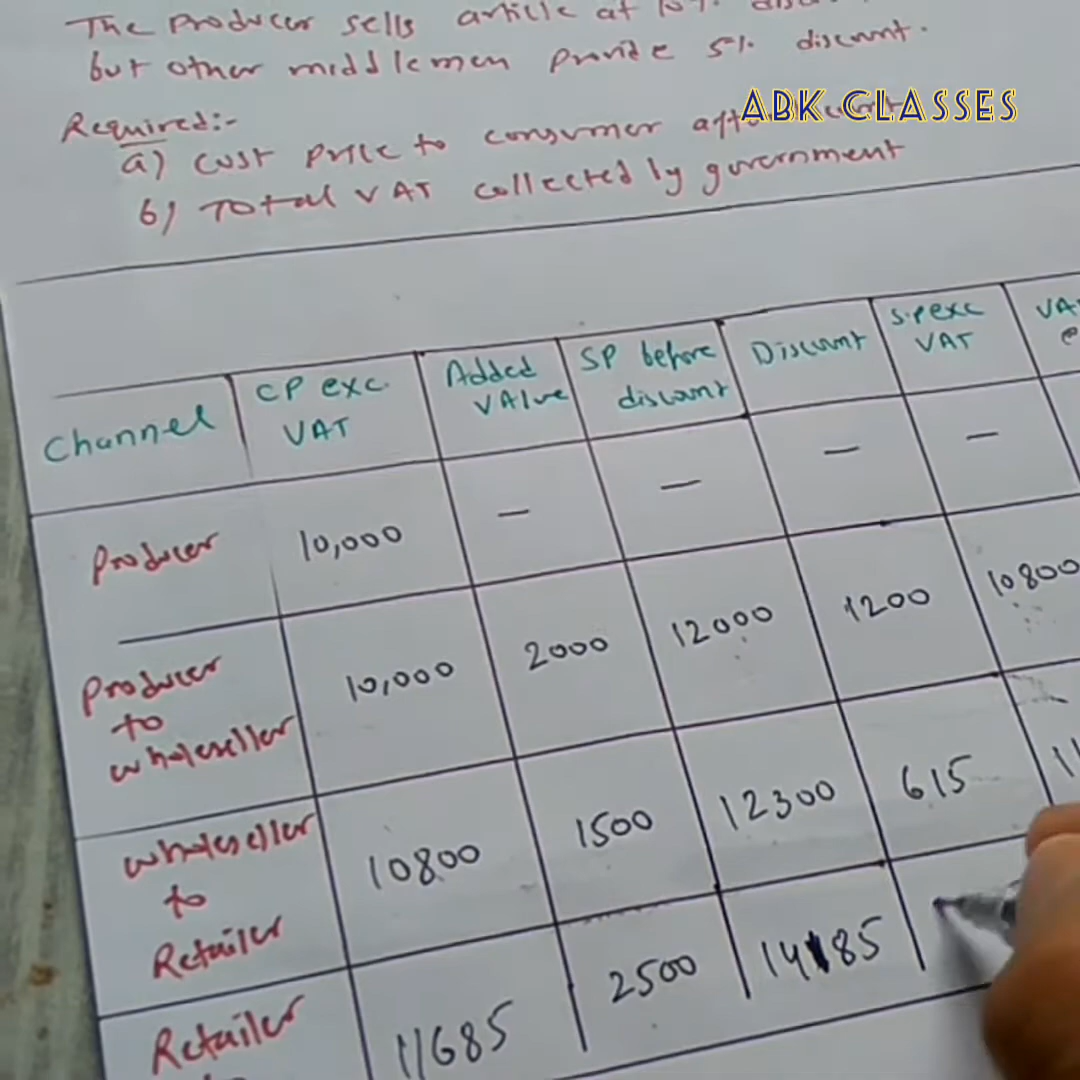 The Producer sells article at 10%
but other middlemen provide 5% discount.
ABK CLASSES
Required:-
a) Cost price to consumer after
b) Total VAT collected by government
Channel | CP exc. VAT | Added VAlue | SP before discount | Discount | S.P exc VAT
Producer | 10,000 | — | — | — | —
Producer to wholeseller | 10,000 | 2000 | 12000 | 1200 | 10800
wholeseller to Retailer | 10800 | 1500 | 12300 | 615
Retailer | 11685 | 2500 | 14185